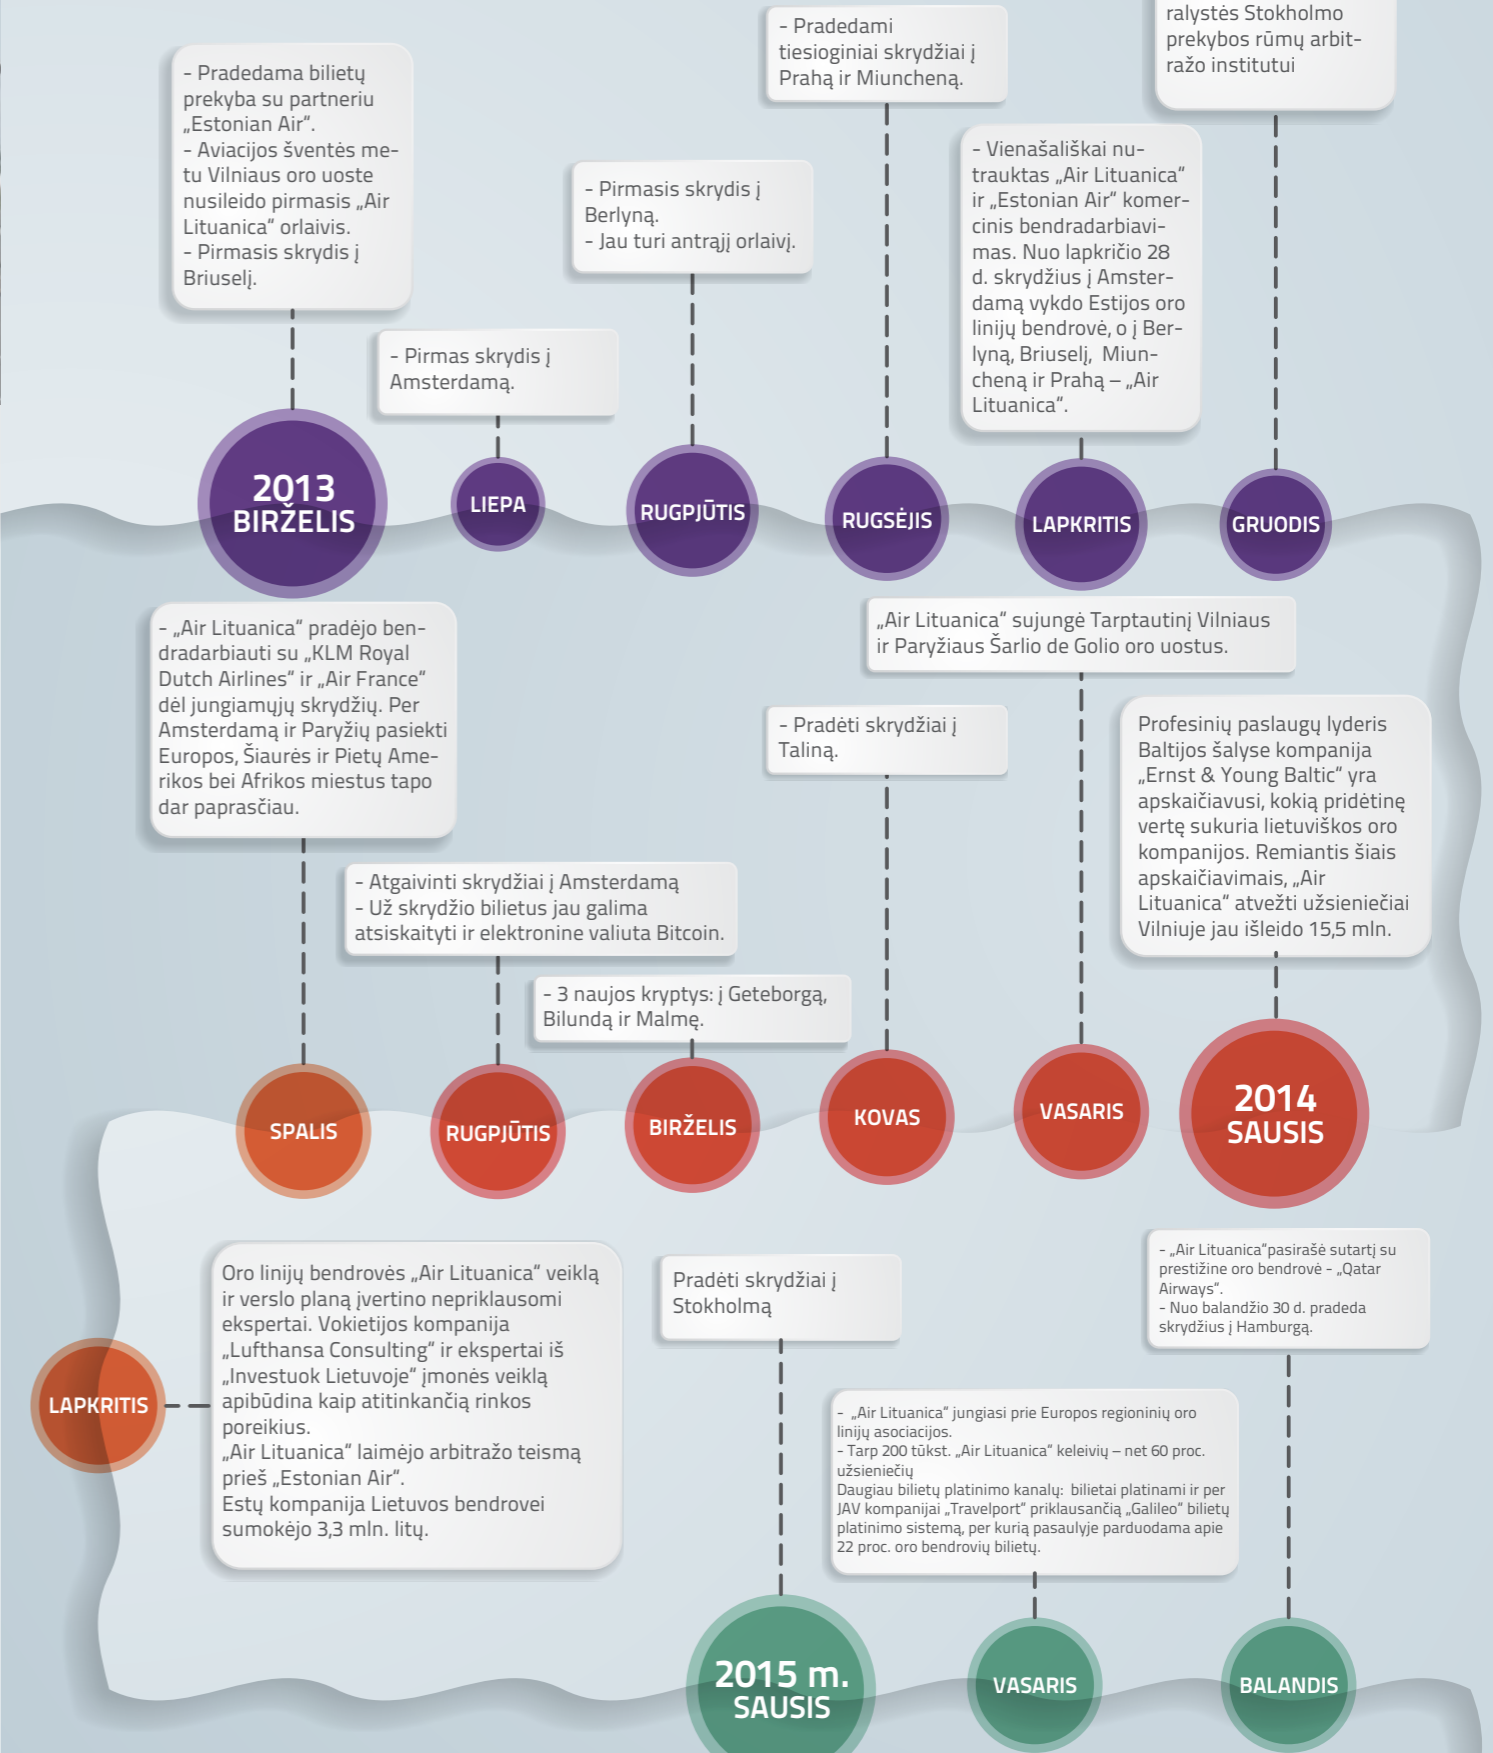 - Pradedama bilietų
prekyba su partneriu
„Estonian Air“.
- Aviacijos šventės me-
tu Vilniaus oro uoste
nusileido pirmasis „Air
Lituanica“ orlaivis.
- Pirmasis skrydis į
Briuselį.
2013
BIRŽELIS
- Pirmas skrydis į
Amsterdamą.
LIEPA
- Pirmasis skrydis į
Berlyną.
- Jau turi antrąjį orlaivį.
RUGPJŪTIS
- Pradedami
tiesioginiai skrydžiai į
Prahą ir Miuncheną.
RUGSĖJIS
- Vienašališkai nu-
trauktas „Air Lituanica“
ir „Estonian Air“ komer-
cinis bendradarbiavi-
mas. Nuo lapkričio 28
d. skrydžius į Amster-
damą vykdo Estijos oro
linijų bendrovė, o į Ber-
lyną, Briuselį,  Miun-
cheną ir Prahą – „Air
Lituanica“.
LAPKRITIS
ralystės Stokholmo
prekybos rūmų arbit-
ražo institutui
GRUODIS
Profesinių paslaugų lyderis
Baltijos šalyse kompanija
„Ernst & Young Baltic“ yra
apskaičiavusi, kokią pridėtinę
vertę sukuria lietuviškos oro
kompanijos. Remiantis šiais
apskaičiavimais, „Air
Lituanica“ atvežti užsieniečiai
Vilniuje jau išleido 15,5 mln.
2014
SAUSIS
„Air Lituanica“ sujungė Tarptautinį Vilniaus
ir Paryžiaus Šarlio de Golio oro uostus.
VASARIS
- Pradėti skrydžiai į
Taliną.
KOVAS
- 3 naujos kryptys: į Geteborgą,
Bilundą ir Malmę.
BIRŽELIS
- Atgaivinti skrydžiai į Amsterdamą
- Už skrydžio bilietus jau galima
atsiskaityti ir elektronine valiuta Bitcoin.
RUGPJŪTIS
- „Air Lituanica“ pradėjo ben-
dradarbiauti su „KLM Royal
Dutch Airlines“ ir „Air France“
dėl jungiamųjų skrydžių. Per
Amsterdamą ir Paryžių pasiekti
Europos, Šiaurės ir Pietų Ame-
rikos bei Afrikos miestus tapo
dar paprasčiau.
SPALIS
LAPKRITIS
Oro linijų bendrovės „Air Lituanica“ veiklą
ir verslo planą įvertino nepriklausomi
ekspertai. Vokietijos kompanija
„Lufthansa Consulting“ ir ekspertai iš
„Investuok Lietuvoje“ įmonės veiklą
apibūdina kaip atitinkančią rinkos
poreikius.
„Air Lituanica“ laimėjo arbitražo teismą
prieš „Estonian Air“.
Estų kompanija Lietuvos bendrovei
sumokėjo 3,3 mln. litų.
Pradėti skrydžiai į
Stokholmą
2015 m.
SAUSIS
-  „Air Lituanica“ jungiasi prie Europos regioninių oro
linijų asociacijos.
- Tarp 200 tūkst. „Air Lituanica“ keleivių – net 60 proc.
užsieniečių
Daugiau bilietų platinimo kanalų:  bilietai platinami ir per
JAV kompanijai „Travelport“ priklausančią „Galileo“ bilietų
platinimo sistemą, per kurią pasaulyje parduodama apie
22 proc. oro bendrovių bilietų.
VASARIS
- „Air Lituanica“pasirašė sutartį su
prestižine oro bendrovė - „Qatar
Airways“.
- Nuo balandžio 30 d. pradeda
skrydžius į Hamburgą.
BALANDIS